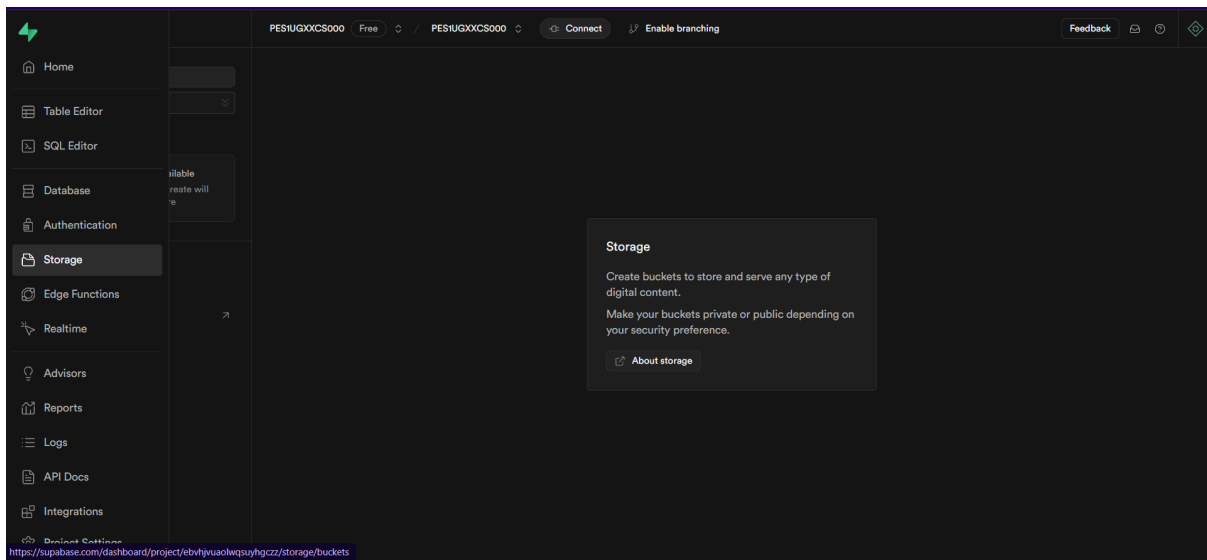 PES1UGXXCS000 Free / PES1UGXXCS000 Connect Enable branching Feedback
Home
Table Editor
SQL Editor
Database
Authentication
Storage
Edge Functions
Realtime
Advisors
Reports
Logs
API Docs
Integrations
Project Settings
https://supabase.com/dashboard/project/ebvhjvuaolwqsuyhgczz/storage/buckets
ailable
reate will
re
Storage
Create buckets to store and serve any type of
digital content.
Make your buckets private or public depending on
your security preference.
About storage